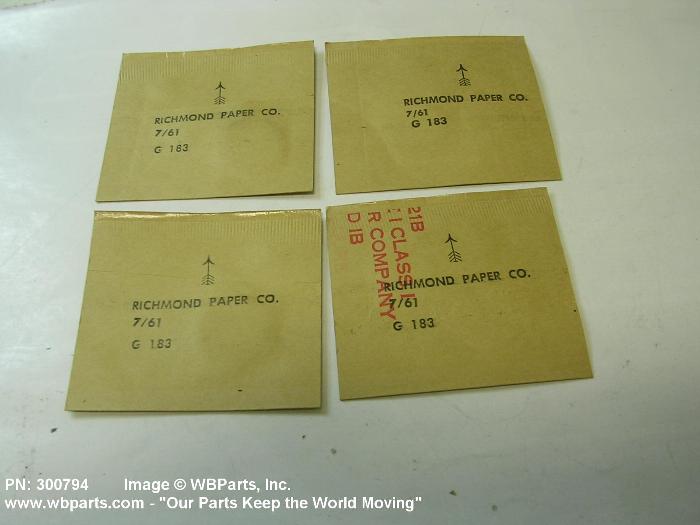 RICHMOND PAPER CO.
7/61
G 183
RICHMOND PAPER CO.
7/61
G 183
RICHMOND PAPER CO.
7/61
G 183
21B
I CLASS I
R COMPANY
D IB
RICHMOND PAPER CO.
7/61
G 183
PN: 300794 Image © WBParts, Inc.
www.wbparts.com - "Our Parts Keep the World Moving"